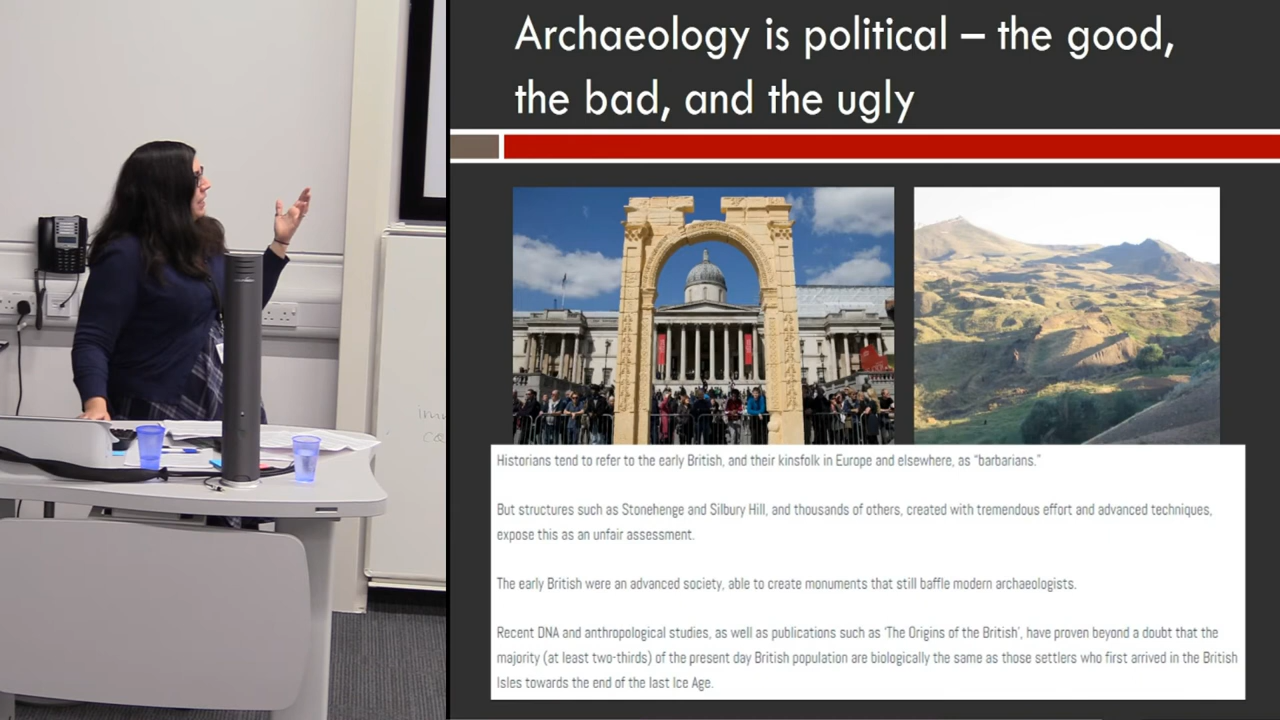 Archaeology is political – the good,
the bad, and the ugly
Historians tend to refer to the early British, and their kinsfolk in Europe and elsewhere, as “barbarians.”
But structures such as Stonehenge and Silbury Hill, and thousands of others, created with tremendous effort and advanced techniques,
expose this as an unfair assessment.
The early British were an advanced society, able to create monuments that still baffle modern archaeologists.
Recent DNA and anthropological studies, as well as publications such as ‘The Origins of the British’, have proven beyond a doubt that the
majority (at least two-thirds) of the present day British population are biologically the same as those settlers who first arrived in the British
Isles towards the end of the last Ice Age.